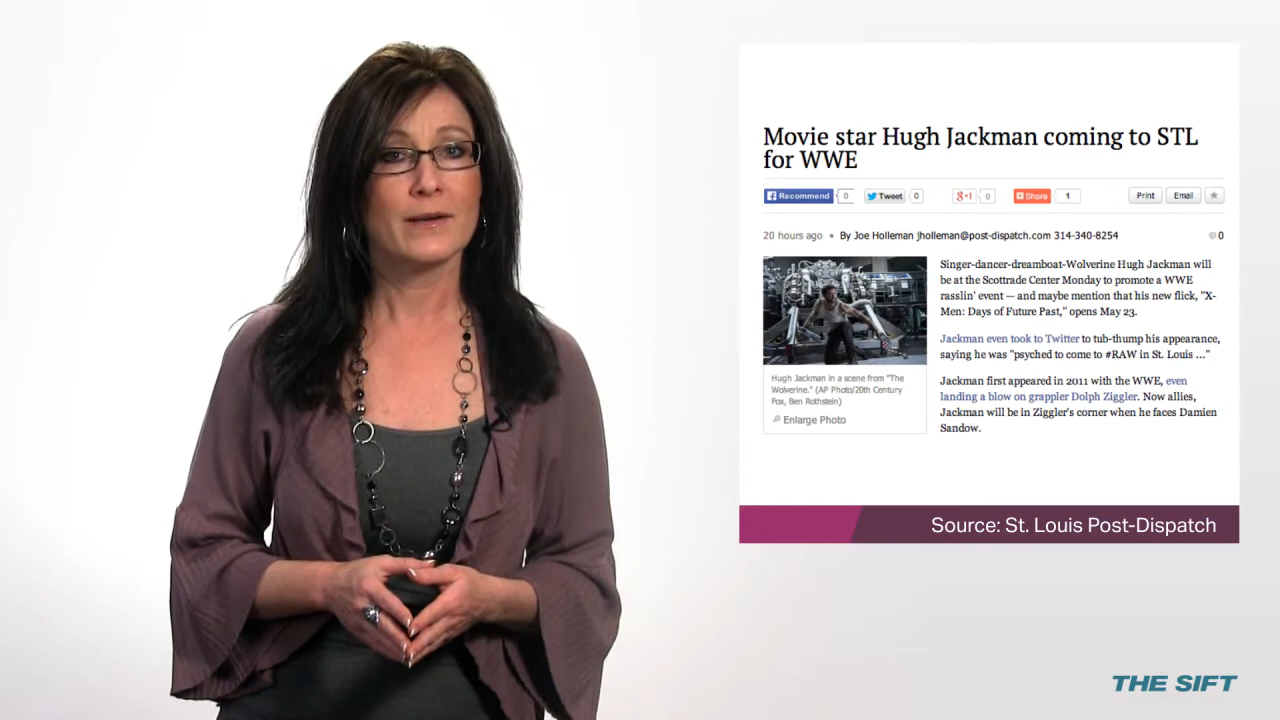 Movie star Hugh Jackman coming to STL
for WWE
Recommend 0 Tweet 0 g+1 0 Share 1 Print Email
20 hours ago • By Joe Holleman jholleman@post-dispatch.com 314-340-8254 0
Singer-dancer-dreamboat-Wolverine Hugh Jackman will
be at the Scottrade Center Monday to promote a WWE
rasslin' event — and maybe mention that his new flick, "X-
Men: Days of Future Past," opens May 23.
Jackman even took to Twitter to tub-thump his appearance,
saying he was "psyched to come to #RAW in St. Louis ..."
Jackman first appeared in 2011 with the WWE, even
landing a blow on grappler Dolph Ziggler. Now allies,
Jackman will be in Ziggler's corner when he faces Damien
Sandow.
Hugh Jackman in a scene from "The
Wolverine." (AP Photo/20th Century
Fox, Ben Rothstein)
Enlarge Photo
Source: St. Louis Post-Dispatch
THE SIFT